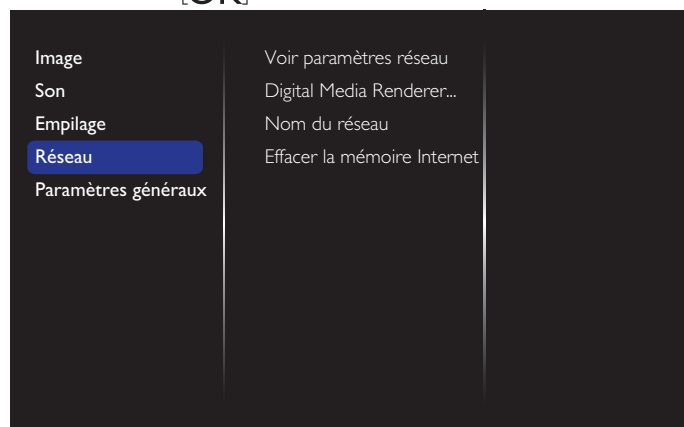 [OK]
Image
Son
Empilage
Réseau
Paramètres généraux
Voir paramètres réseau
Digital Media Renderer...
Nom du réseau
Effacer la mémoire Internet